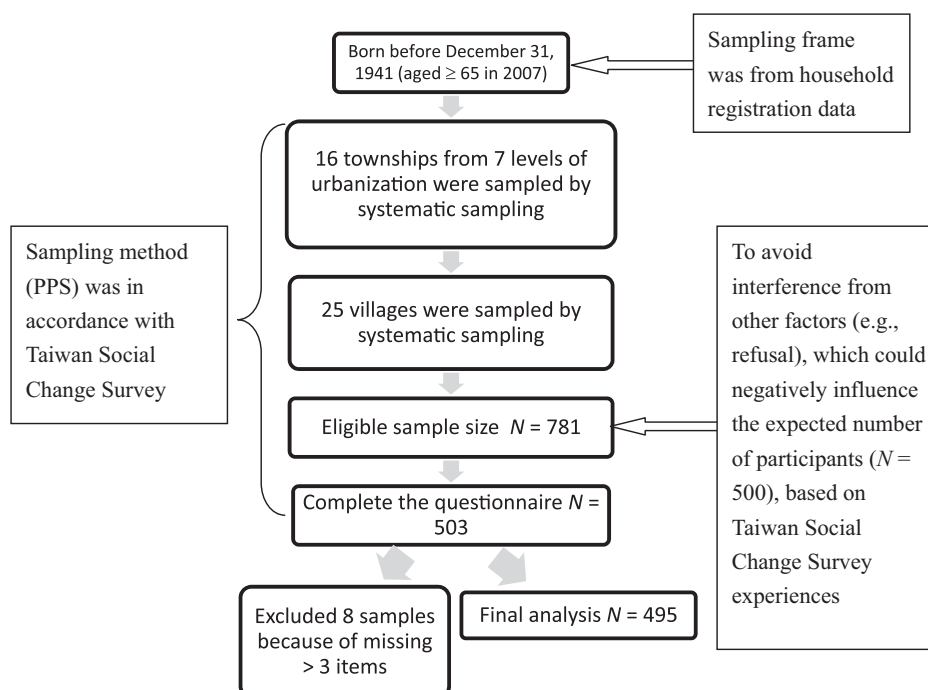 Born before December 31,
1941 (aged ≥ 65 in 2007)
Sampling frame
was from household
registration data
16 townships from 7 levels of
urbanization were sampled by
systematic sampling
Sampling method
(PPS) was in
accordance with
Taiwan Social
Change Survey
25 villages were sampled by
systematic sampling
Eligible sample size N = 781
To avoid
interference from
other factors (e.g.,
refusal), which could
negatively influence
the expected number
of participants (N =
500), based on
Taiwan Social
Change Survey
experiences
Complete the questionnaire N =
503
Excluded 8 samples
because of missing
> 3 items
Final analysis N = 495